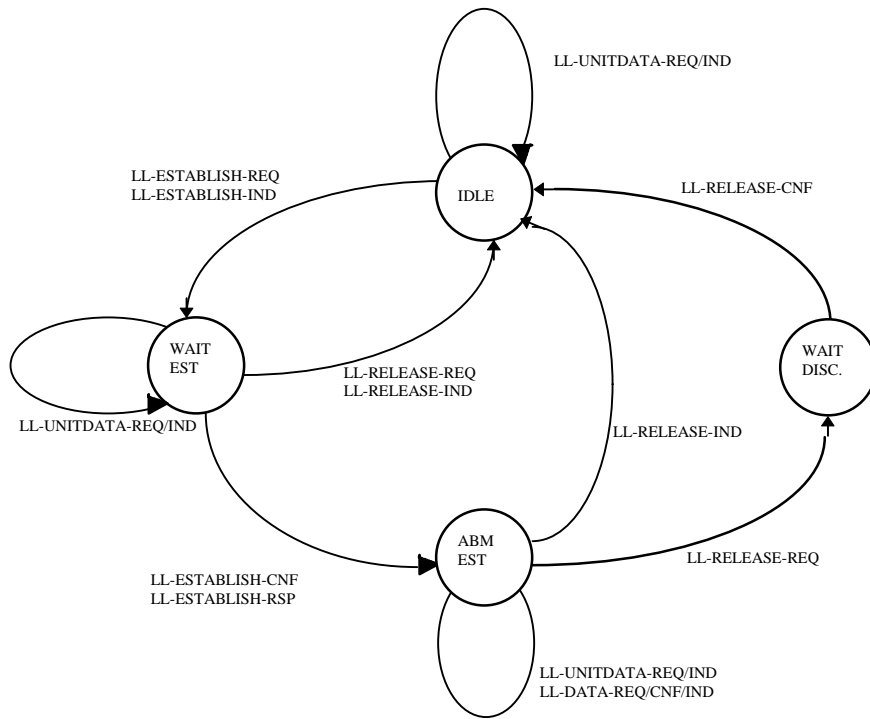 LL-UNITDATA-REQ/IND
LL-ESTABLISH-REQ
LL-ESTABLISH-IND
IDLE
LL-RELEASE-CNF
WAIT
EST
LL-RELEASE-REQ
LL-RELEASE-IND
WAIT
DISC.
LL-UNITDATA-REQ/IND
LL-RELEASE-IND
ABM
EST
LL-RELEASE-REQ
LL-ESTABLISH-CNF
LL-ESTABLISH-RSP
LL-UNITDATA-REQ/IND
LL-DATA-REQ/CNF/IND